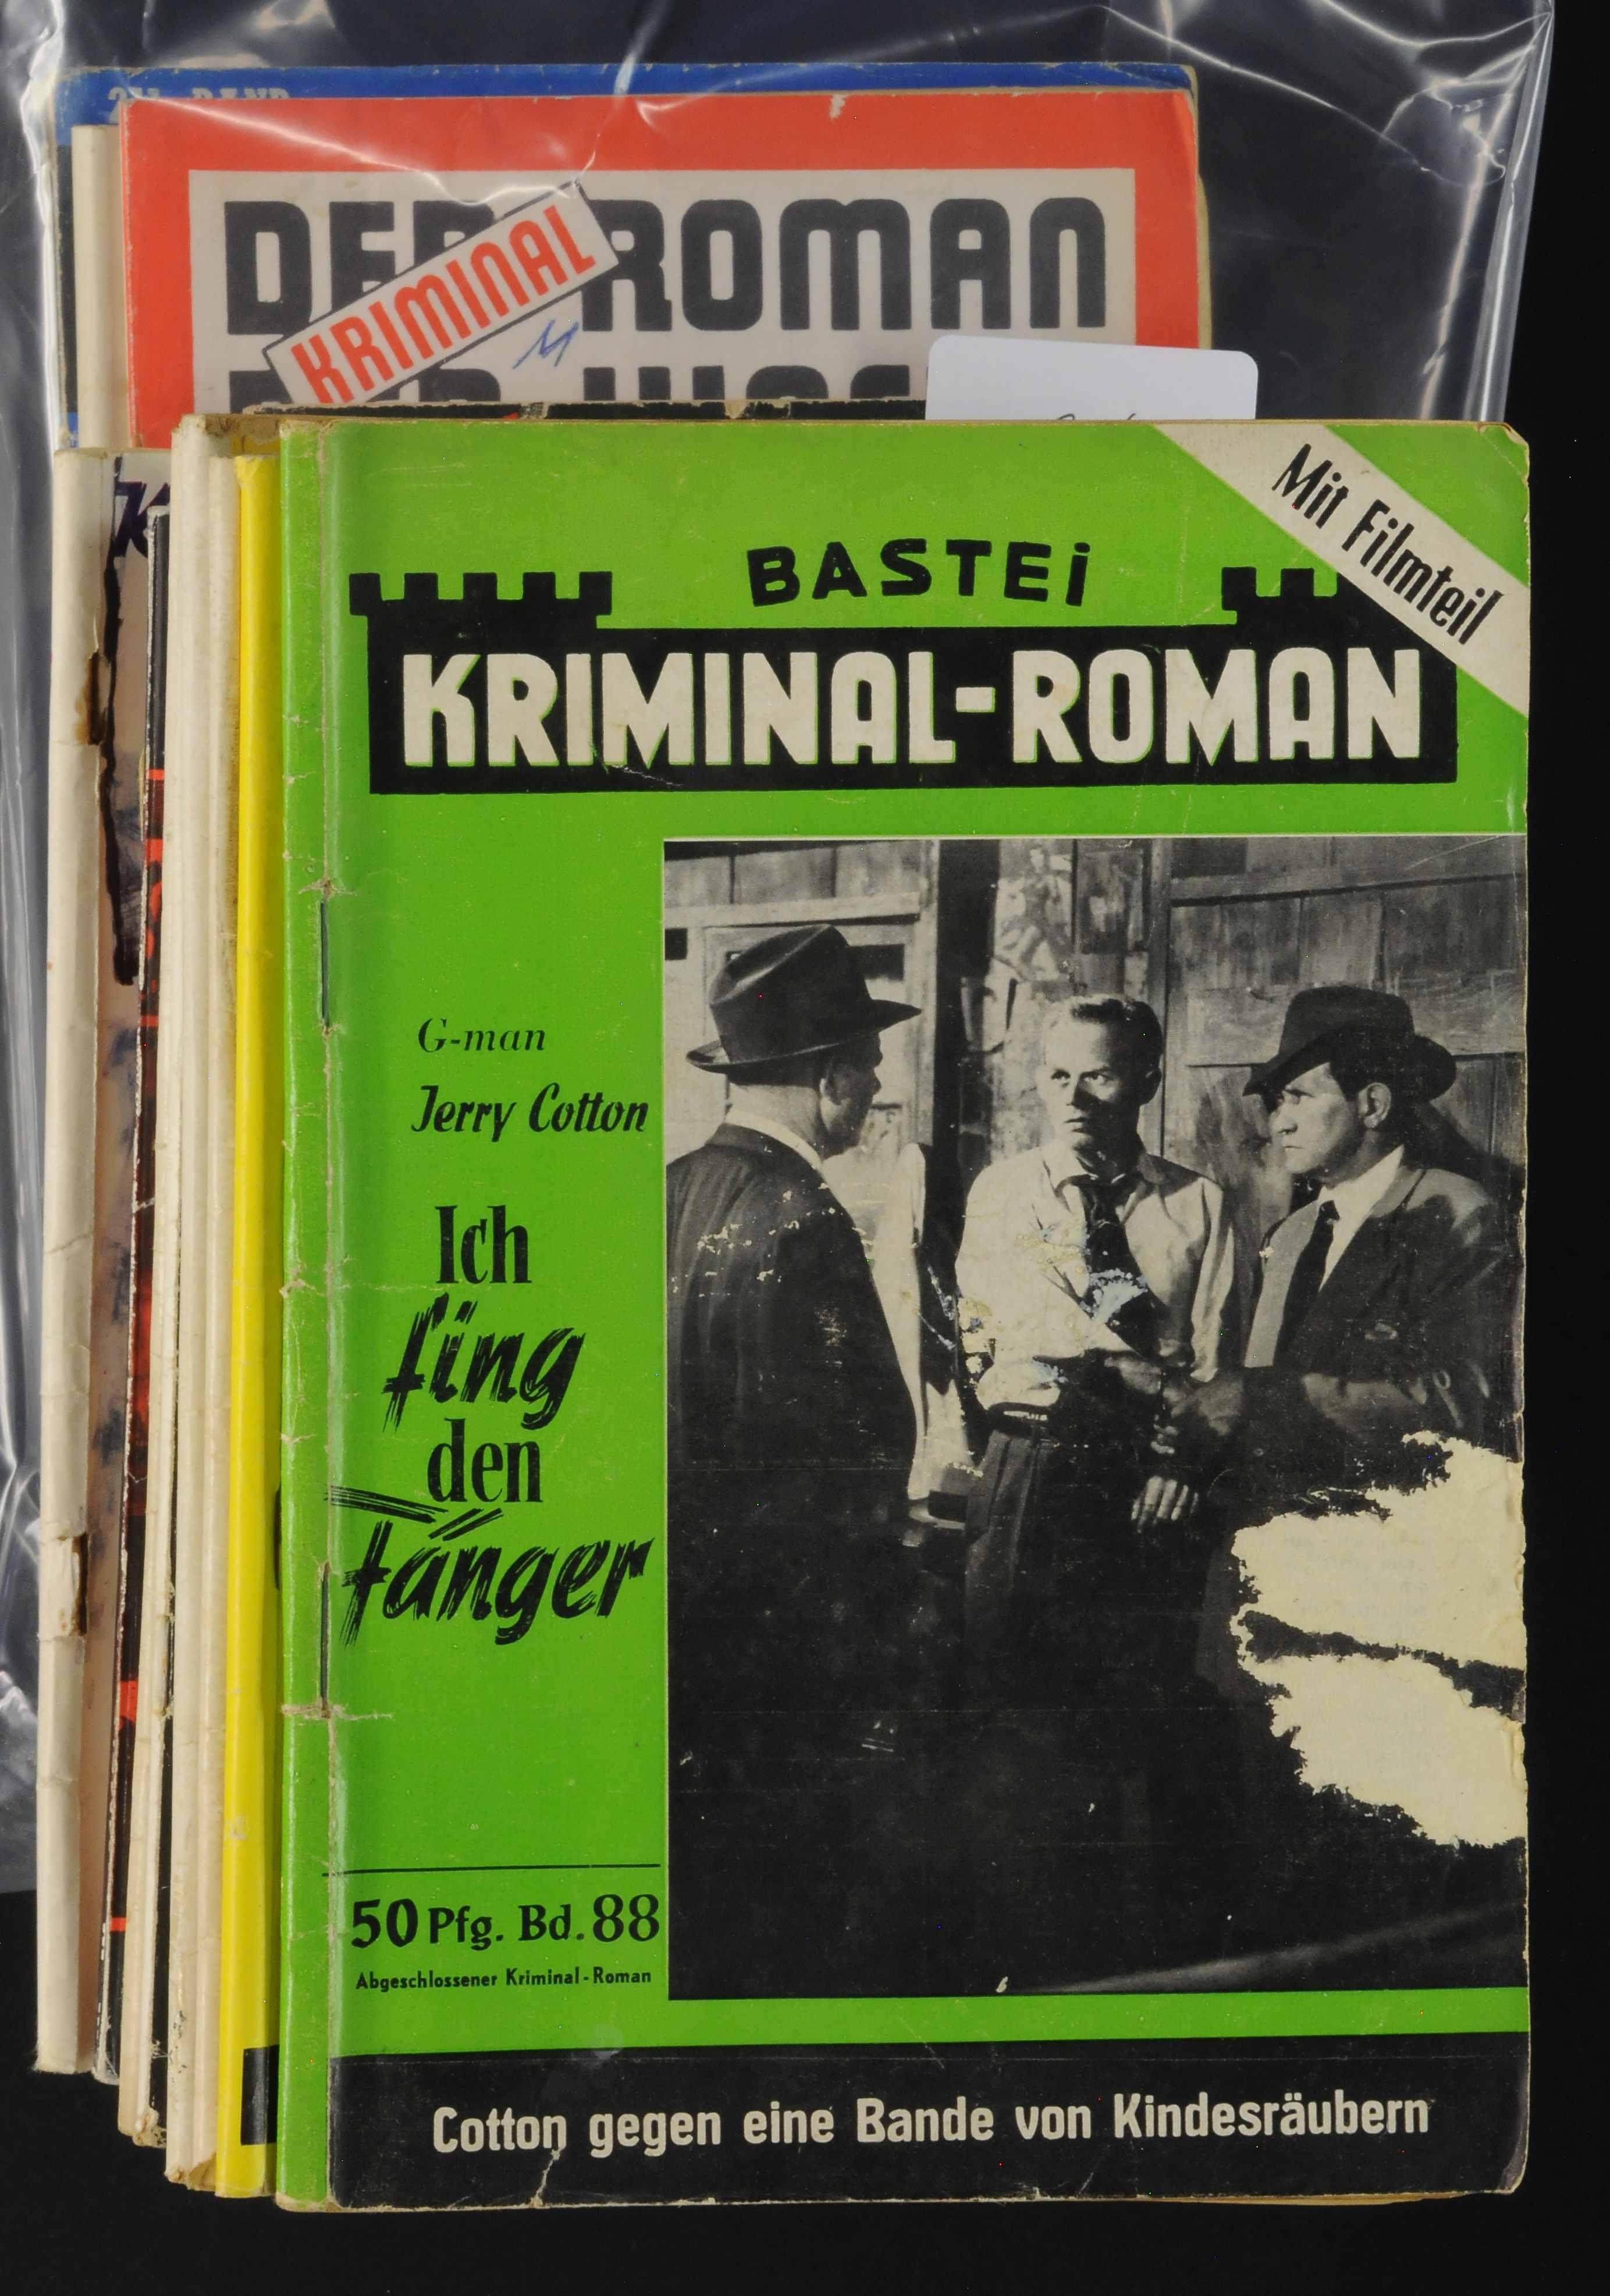 DER ROMAN
KRIMINAL
Mit Filmteil
BASTEi
KRIMINAL-ROMAN
G-man
Jerry Cotton
Ich
fing
den
Fänger
50 Pfg. Bd. 88
Abgeschlossener Kriminal-Roman
Cotton gegen eine Bande von Kindesräubern